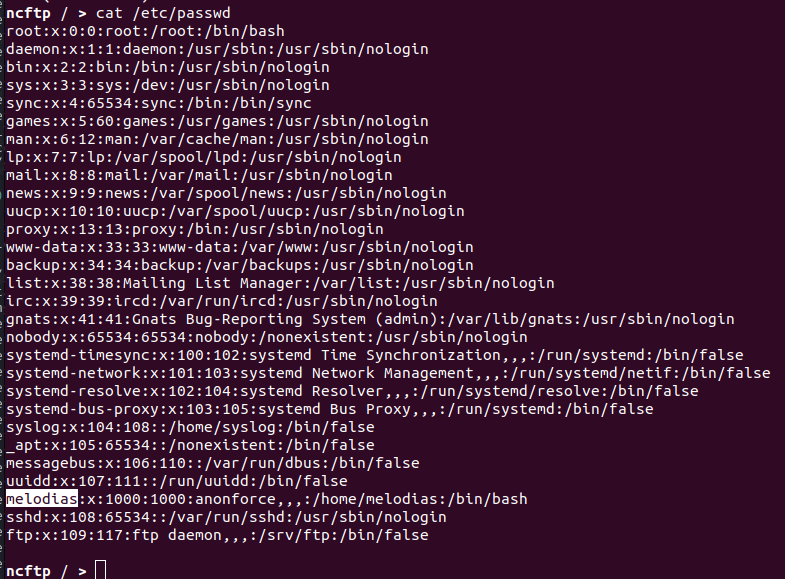 ncftp / > cat /etc/passwd
root:x:0:0:root:/root:/bin/bash
daemon:x:1:1:daemon:/usr/sbin:/usr/sbin/nologin
bin:x:2:2:bin:/bin:/usr/sbin/nologin
sys:x:3:3:sys:/dev:/usr/sbin/nologin
sync:x:4:65534:sync:/bin:/bin/sync
games:x:5:60:games:/usr/games:/usr/sbin/nologin
man:x:6:12:man:/var/cache/man:/usr/sbin/nologin
lp:x:7:7:lp:/var/spool/lpd:/usr/sbin/nologin
mail:x:8:8:mail:/var/mail:/usr/sbin/nologin
news:x:9:9:news:/var/spool/news:/usr/sbin/nologin
uucp:x:10:10:uucp:/var/spool/uucp:/usr/sbin/nologin
proxy:x:13:13:proxy:/bin:/usr/sbin/nologin
www-data:x:33:33:www-data:/var/www:/usr/sbin/nologin
backup:x:34:34:backup:/var/backups:/usr/sbin/nologin
list:x:38:38:Mailing List Manager:/var/list:/usr/sbin/nologin
irc:x:39:39:ircd:/var/run/ircd:/usr/sbin/nologin
gnats:x:41:41:Gnats Bug-Reporting System (admin):/var/lib/gnats:/usr/sbin/nologin
nobody:x:65534:65534:nobody:/nonexistent:/usr/sbin/nologin
systemd-timesync:x:100:102:systemd Time Synchronization,,,:/run/systemd:/bin/false
systemd-network:x:101:103:systemd Network Management,,,:/run/systemd/netif:/bin/false
systemd-resolve:x:102:104:systemd Resolver,,,:/run/systemd/resolve:/bin/false
systemd-bus-proxy:x:103:105:systemd Bus Proxy,,,:/run/systemd:/bin/false
syslog:x:104:108::/home/syslog:/bin/false
_apt:x:105:65534::/nonexistent:/bin/false
messagebus:x:106:110::/var/run/dbus:/bin/false
uuidd:x:107:111::/run/uuidd:/bin/false
melodias:x:1000:1000:anonforce,,,:/home/melodias:/bin/bash
sshd:x:108:65534::/var/run/sshd:/usr/sbin/nologin
ftp:x:109:117:ftp daemon,,,:/srv/ftp:/bin/false
ncftp / >